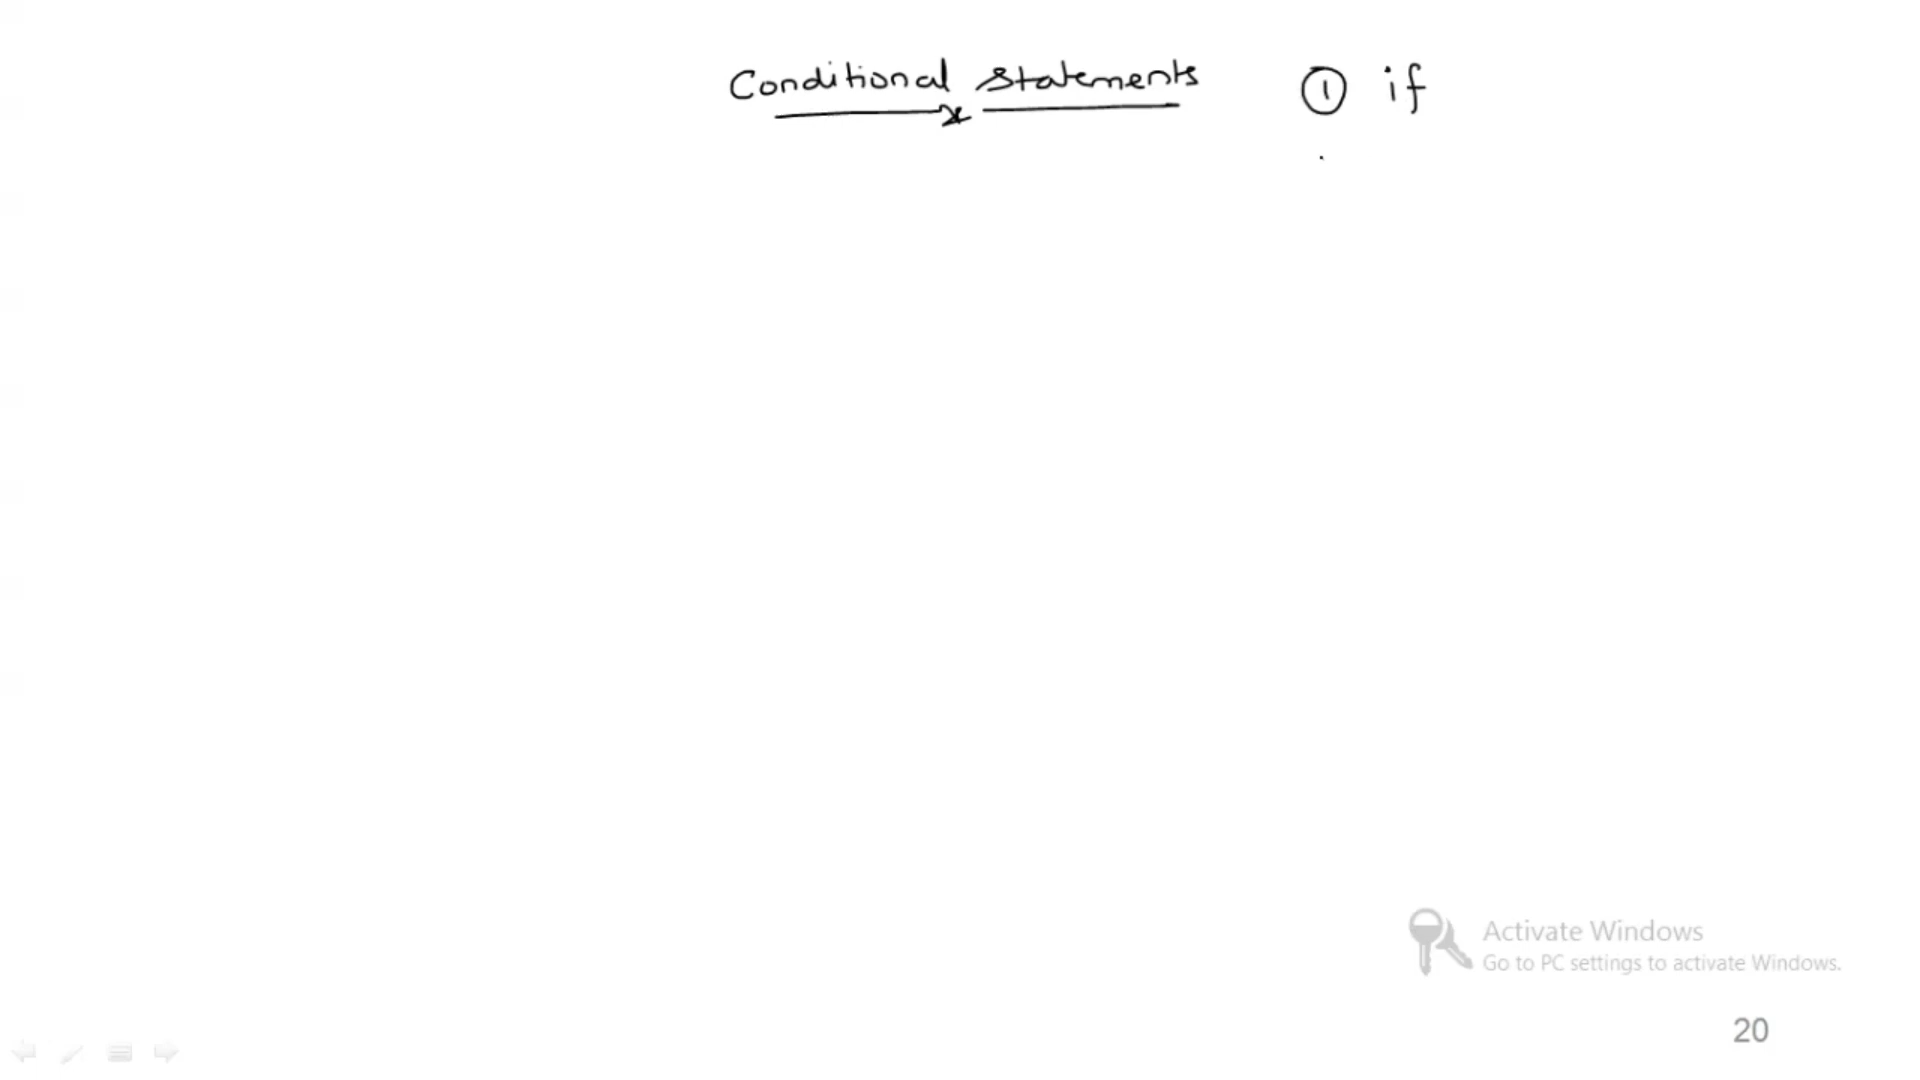 Conditional Statements ① if
Activate Windows
Go to PC settings to activate Windows.
20